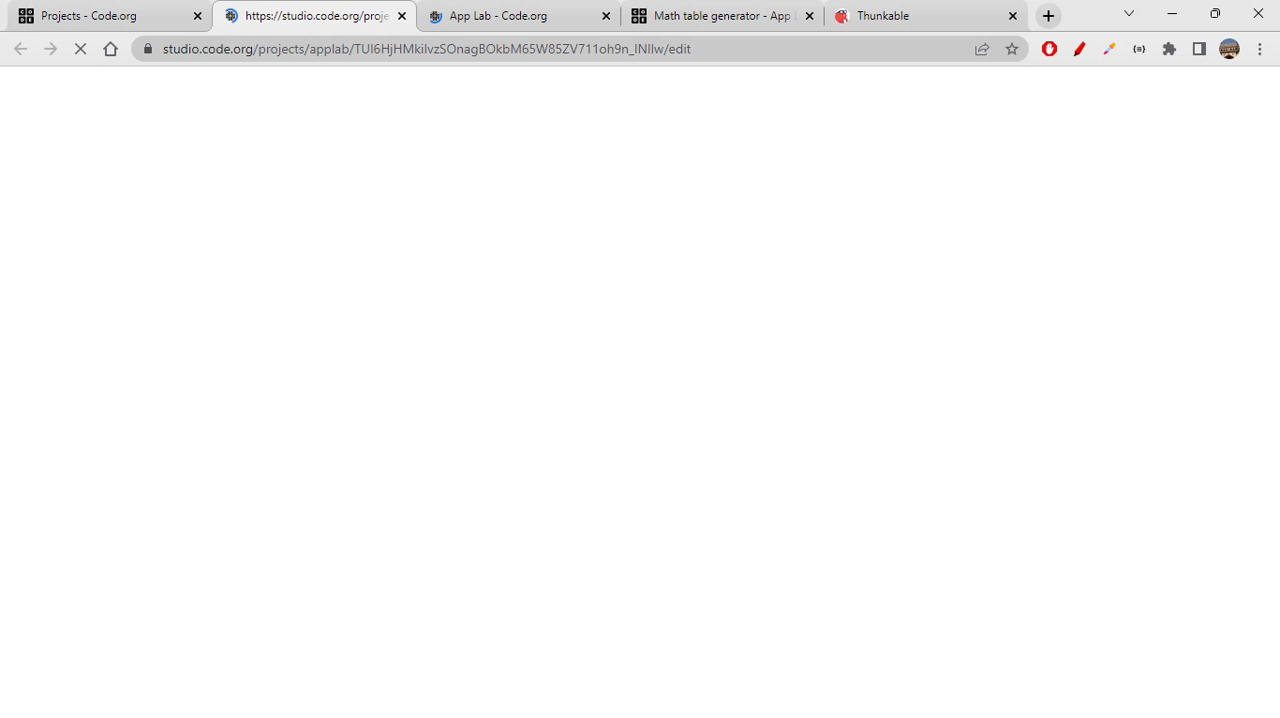 Projects - Code.org
https://studio.code.org/proje
App Lab - Code.org
Math table generator - App L
Thunkable
studio.code.org/projects/applab/TUl6HjHMkilvzSOnagBOkbM65W85ZV711oh9n_INIlw/edit